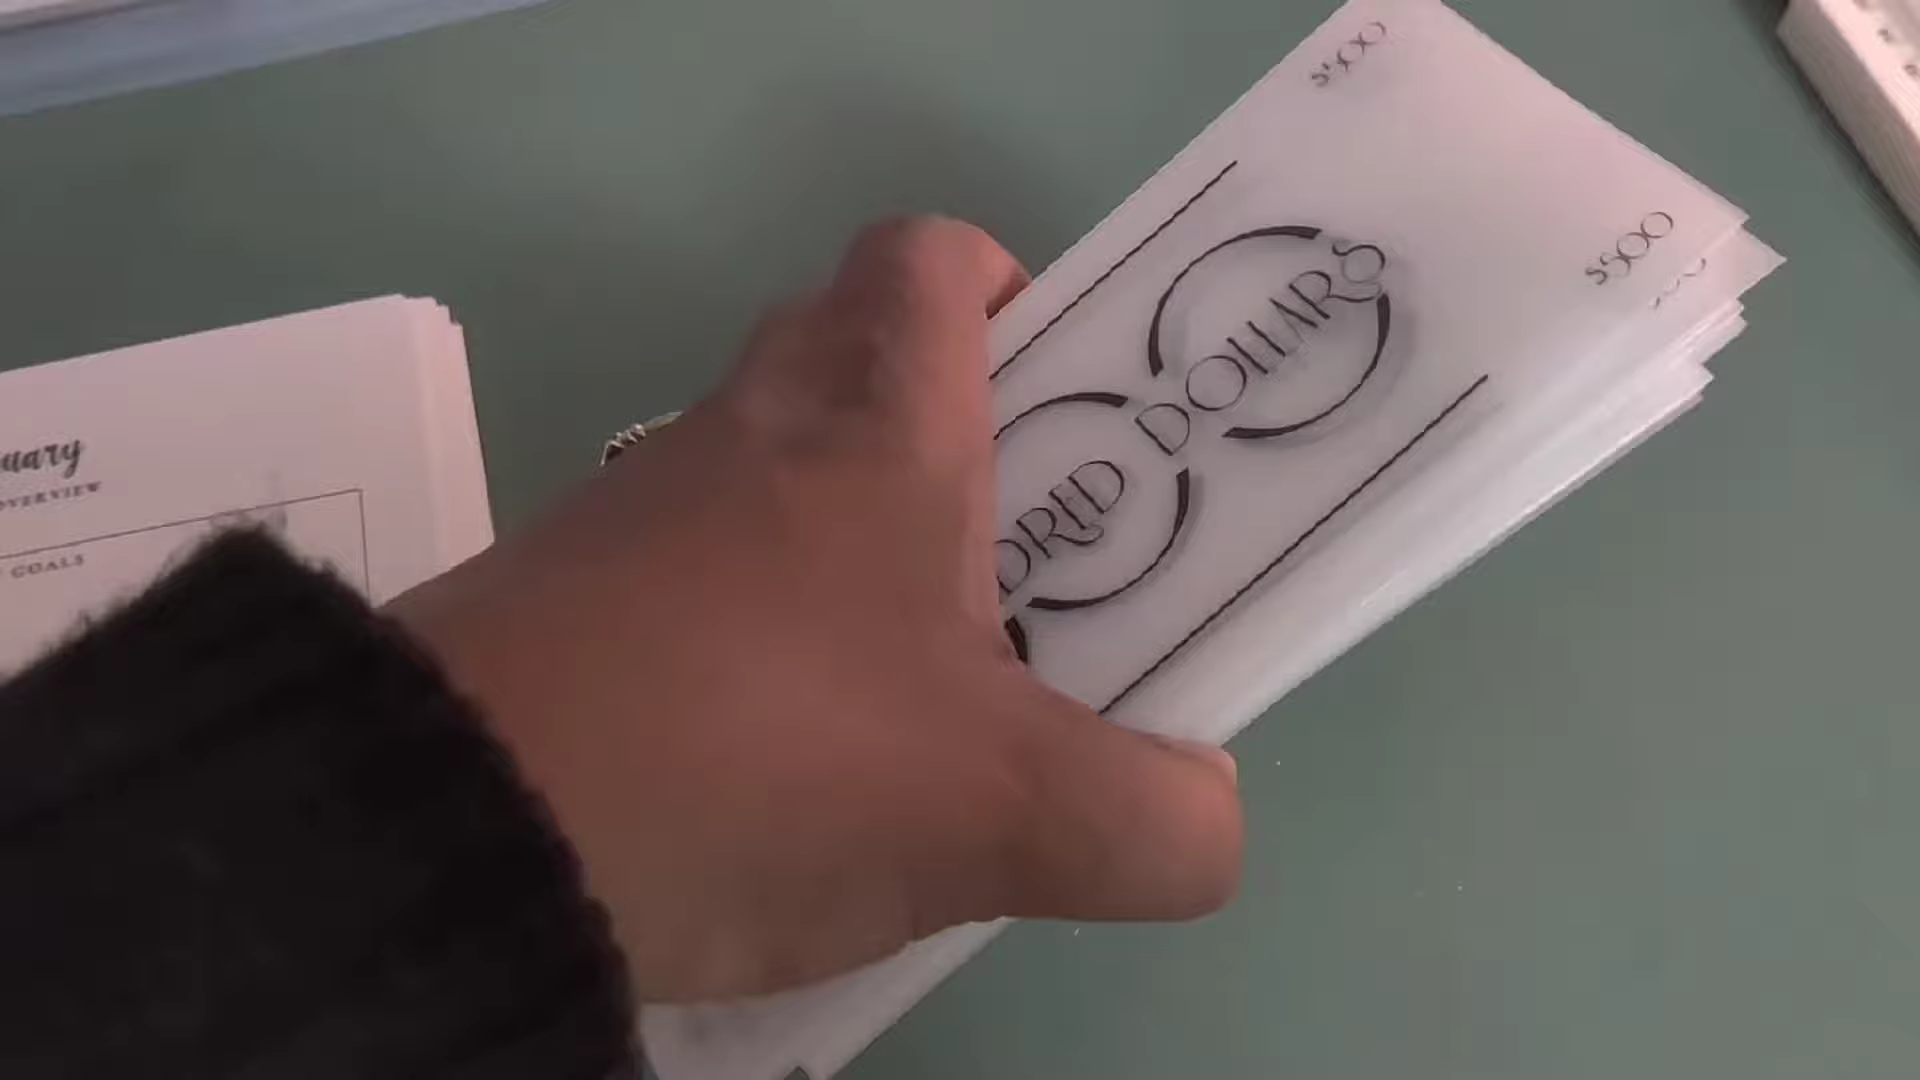 uary
OVERVIEW
GOALS
$500
$500
DRED DOLLARS